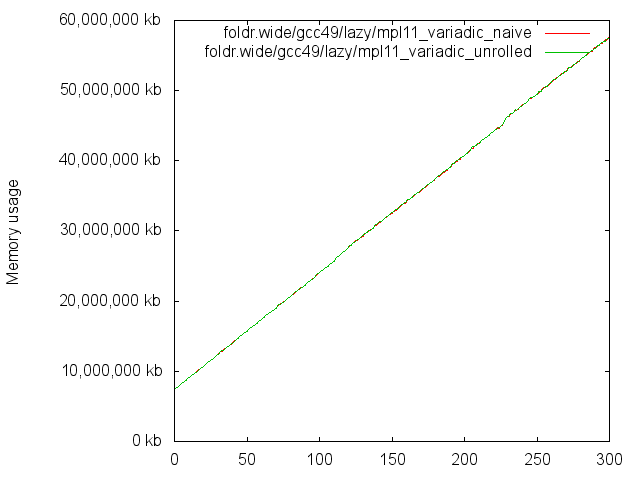 60,000,000 kb
50,000,000 kb
40,000,000 kb
30,000,000 kb
20,000,000 kb
10,000,000 kb
0 kb
Memory usage
foldr.wide/gcc49/lazy/mpl11_variadic_naive
foldr.wide/gcc49/lazy/mpl11_variadic_unrolled
0 50 100 150 200 250 300